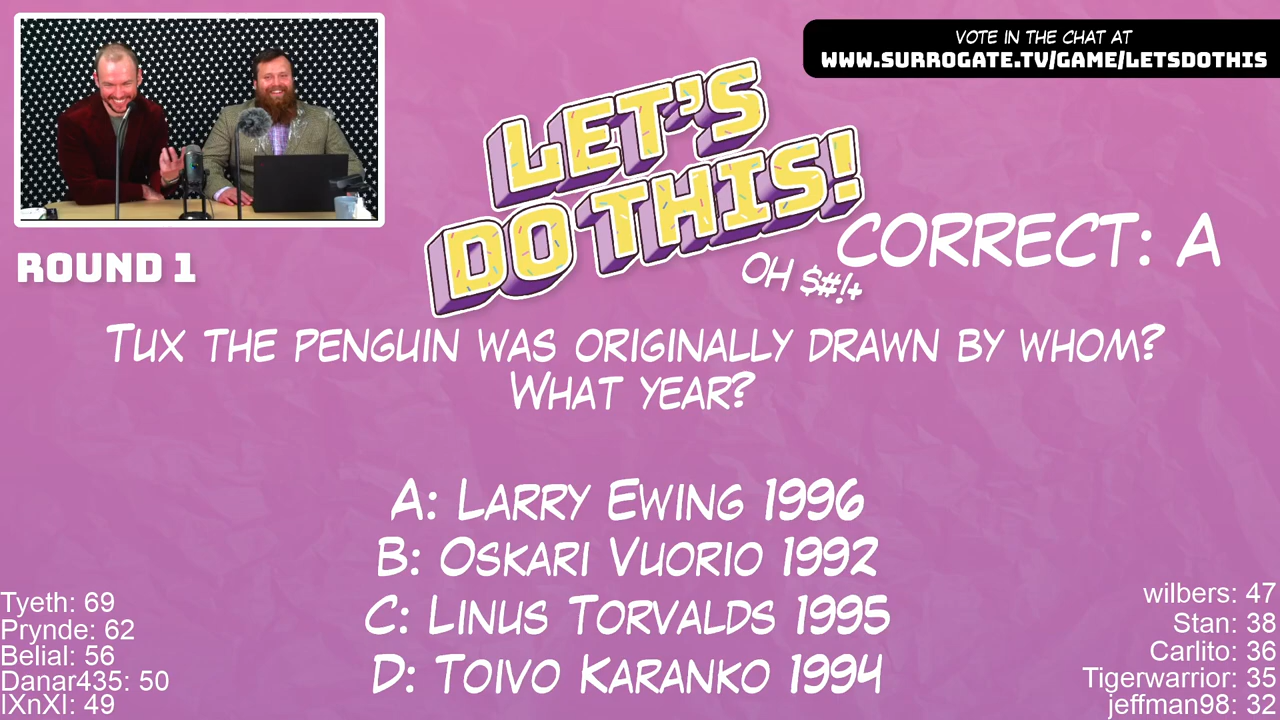 VOTE IN THE CHAT AT
WWW.SURROGATE.TV/GAME/LETSDOTHIS
LET'S
DO THIS!
CORRECT: A
OH $#!+
ROUND 1
TUX THE PENGUIN WAS ORIGINALLY DRAWN BY WHOM?
WHAT YEAR?
A: LARRY EWING 1996
B: OSKARI VUORIO 1992
C: LINUS TORVALDS 1995
D: TOIVO KARANKO 1994
Tyeth: 69
Prynde: 62
Belial: 56
Danar435: 50
IXnXI: 49
wilbers: 47
Stan: 38
Carlito: 36
Tigerwarrior: 35
jeffman98: 32